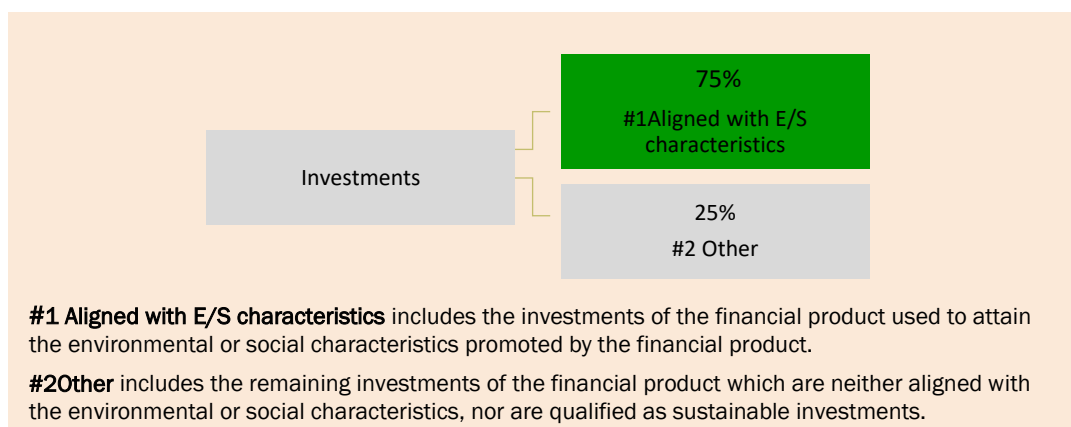 75%
#1Aligned with E/S
characteristics
Investments
25%
#2 Other
#1 Aligned with E/S characteristics includes the investments of the financial product used to attain
the environmental or social characteristics promoted by the financial product.
#2Other includes the remaining investments of the financial product which are neither aligned with
the environmental or social characteristics, nor are qualified as sustainable investments.